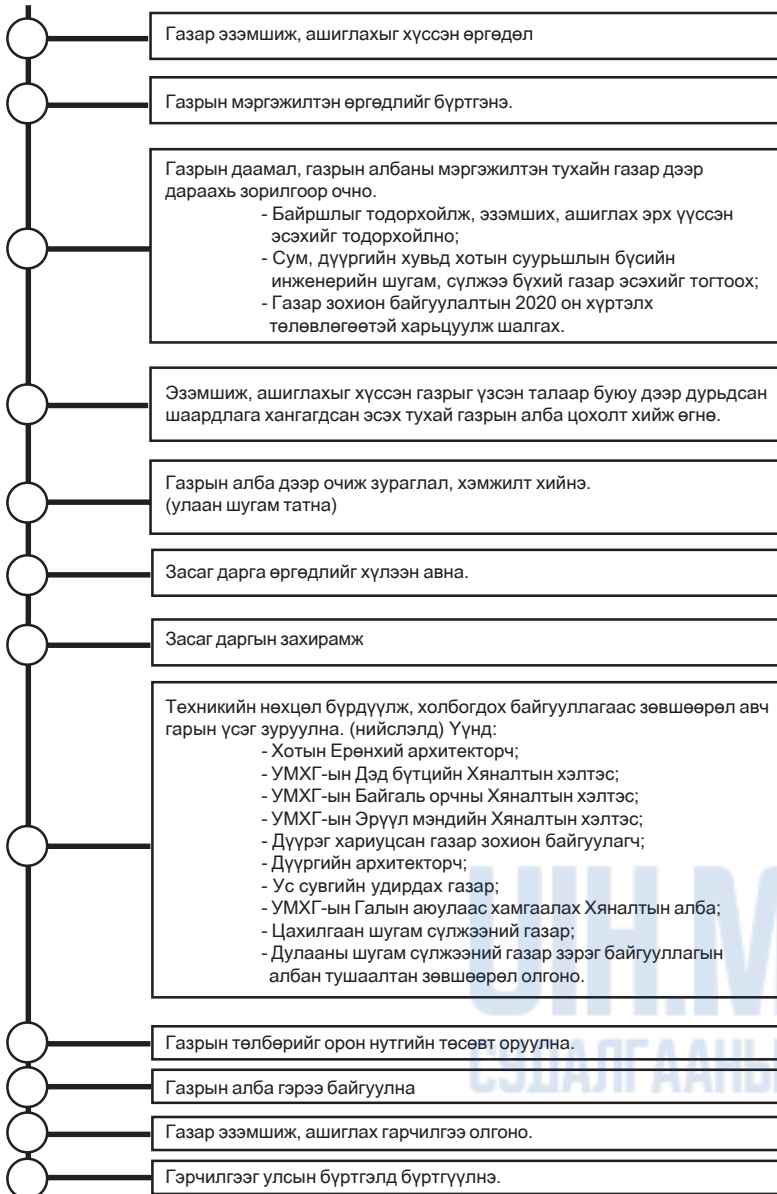 Газар эзэмшиж, ашиглахыг хүссэн өргөдөл
Газрын мэргэжилтэн өргөдлийг бүртгэнэ.
Газрын даамал, газрын албаны мэргэжилтэн тухайн газар дээр
дараахь зорилгоор очно.
- Байршлыг тодорхойлж, эзэмших, ашиглах эрх үүссэн
эсэхийг тодорхойлно;
- Сум, дүүргийн хувьд хотын суурьшлын бүсийн
инженерийн шугам, сүлжээ бүхий газар эсэхийг тогтоох;
- Газар зохион байгуулалтын 2020 он хүртэлх
төлөвлөгөөтэй харьцуулж шалгах.
Эзэмшиж, ашиглахыг хүссэн газрыг үзсэн талаар буюу дээр дурьдсан
шаардлага хангагдсан эсэх тухай газрын алба цохолт хийж өгнө.
Газрын алба дээр очиж зураглал, хэмжилт хийнэ.
(улаан шугам татна)
Засаг дарга өргөдлийг хүлээн авна.
Засаг даргын захирамж
Техникийн нөхцөл бүрдүүлж, холбогдох байгууллагаас зөвшөөрөл авч
гарын үсэг зуруулна. (нийслэлд) Үүнд:
- Хотын Ерөнхий архитекторч;
- УМХГ-ын Дэд бүтцийн Хяналтын хэлтэс;
- УМХГ-ын Байгаль орчны Хяналтын хэлтэс;
- УМХГ-ын Эрүүл мэндийн Хяналтын хэлтэс;
- Дүүрэг хариуцсан газар зохион байгуулагч;
- Дүүргийн архитекторч;
- Ус сувгийн удирдах газар;
- УМХГ-ын Галын аюулаас хамгаалах Хяналтын алба;
- Цахилгаан шугам сүлжээний газар;
- Дулааны шугам сүлжээний газар зэрэг байгууллагын
албан тушаалтан зөвшөөрөл олгоно.
UIH.M
Газрын төлбөрийг орон нутгийн төсөвт оруулна.
СУДАЛГААНЫ
Газрын алба гэрээ байгуулна
Газар эзэмшиж, ашиглах гарчилгээ олгоно.
Гэрчилгээг улсын бүртгэлд бүртгүүлнэ.